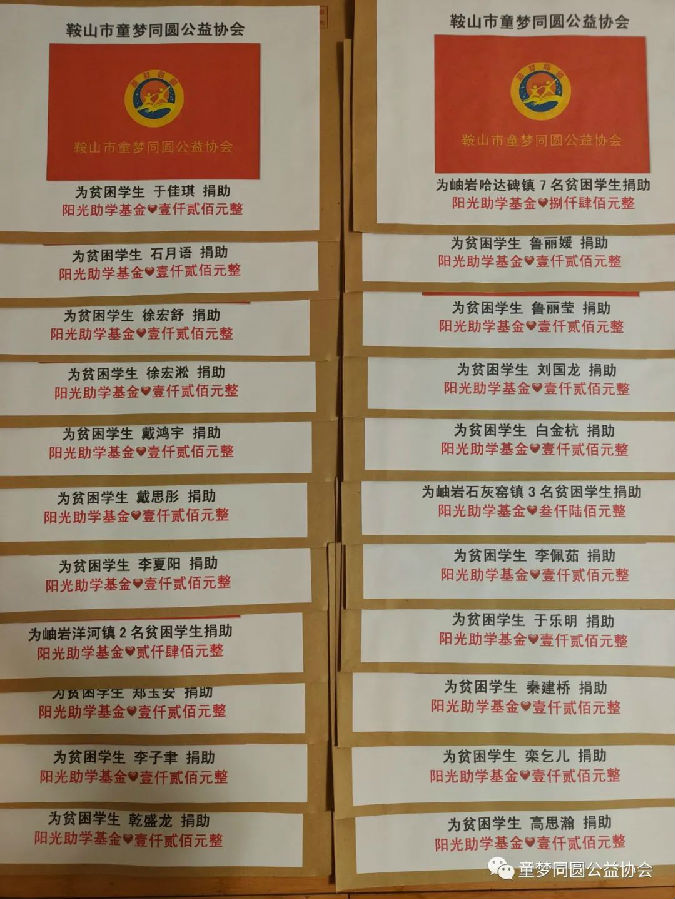 鞍山市童梦同圆公益协会
童梦同圆
鞍山市童梦同圆公益协会
为贫困学生 于佳琪 捐助
阳光助学基金❤壹仟贰佰元整
为贫困学生 石月语 捐助
阳光助学基金❤壹仟贰佰元整
为贫困学生 徐宏舒 捐助
阳光助学基金❤壹仟贰佰元整
为贫困学生 徐宏淞 捐助
阳光助学基金❤壹仟贰佰元整
为贫困学生 戴鸿宇 捐助
阳光助学基金❤壹仟贰佰元整
为贫困学生 戴思彤 捐助
阳光助学基金❤壹仟贰佰元整
为贫困学生 李夏阳 捐助
阳光助学基金❤壹仟贰佰元整
为岫岩洋河镇2名贫困学生捐助
阳光助学基金❤贰仟肆佰元整
为贫困学生 郑玉安 捐助
阳光助学基金❤壹仟贰佰元整
为贫困学生 李子聿 捐助
阳光助学基金❤壹仟贰佰元整
为贫困学生 乾盛龙 捐助
阳光助学基金❤壹仟贰佰元整
鞍山市童梦同圆公益协会
童梦同圆
鞍山市童梦同圆公益协会
为岫岩哈达碑镇7名贫困学生捐助
阳光助学基金❤捌仟肆佰元整
为贫困学生 鲁丽媛 捐助
阳光助学基金❤壹仟贰佰元整
为贫困学生 鲁丽莹 捐助
阳光助学基金❤壹仟贰佰元整
为贫困学生 刘国龙 捐助
阳光助学基金❤壹仟贰佰元整
为贫困学生 白金杭 捐助
阳光助学基金❤壹仟贰佰元整
为岫岩石灰窑镇3名贫困学生捐助
阳光助学基金❤叁仟陆佰元整
为贫困学生 李佩茹 捐助
阳光助学基金❤壹仟贰佰元整
为贫困学生 于乐明 捐助
阳光助学基金❤壹仟贰佰元整
为贫困学生 秦建桥 捐助
阳光助学基金❤壹仟贰佰元整
为贫困学生 栾乞儿 捐助
阳光助学基金❤壹仟贰佰元整
为贫困学生 高思瀚 捐助
阳光助学基金❤壹仟贰佰元整
童梦同圆公益协会